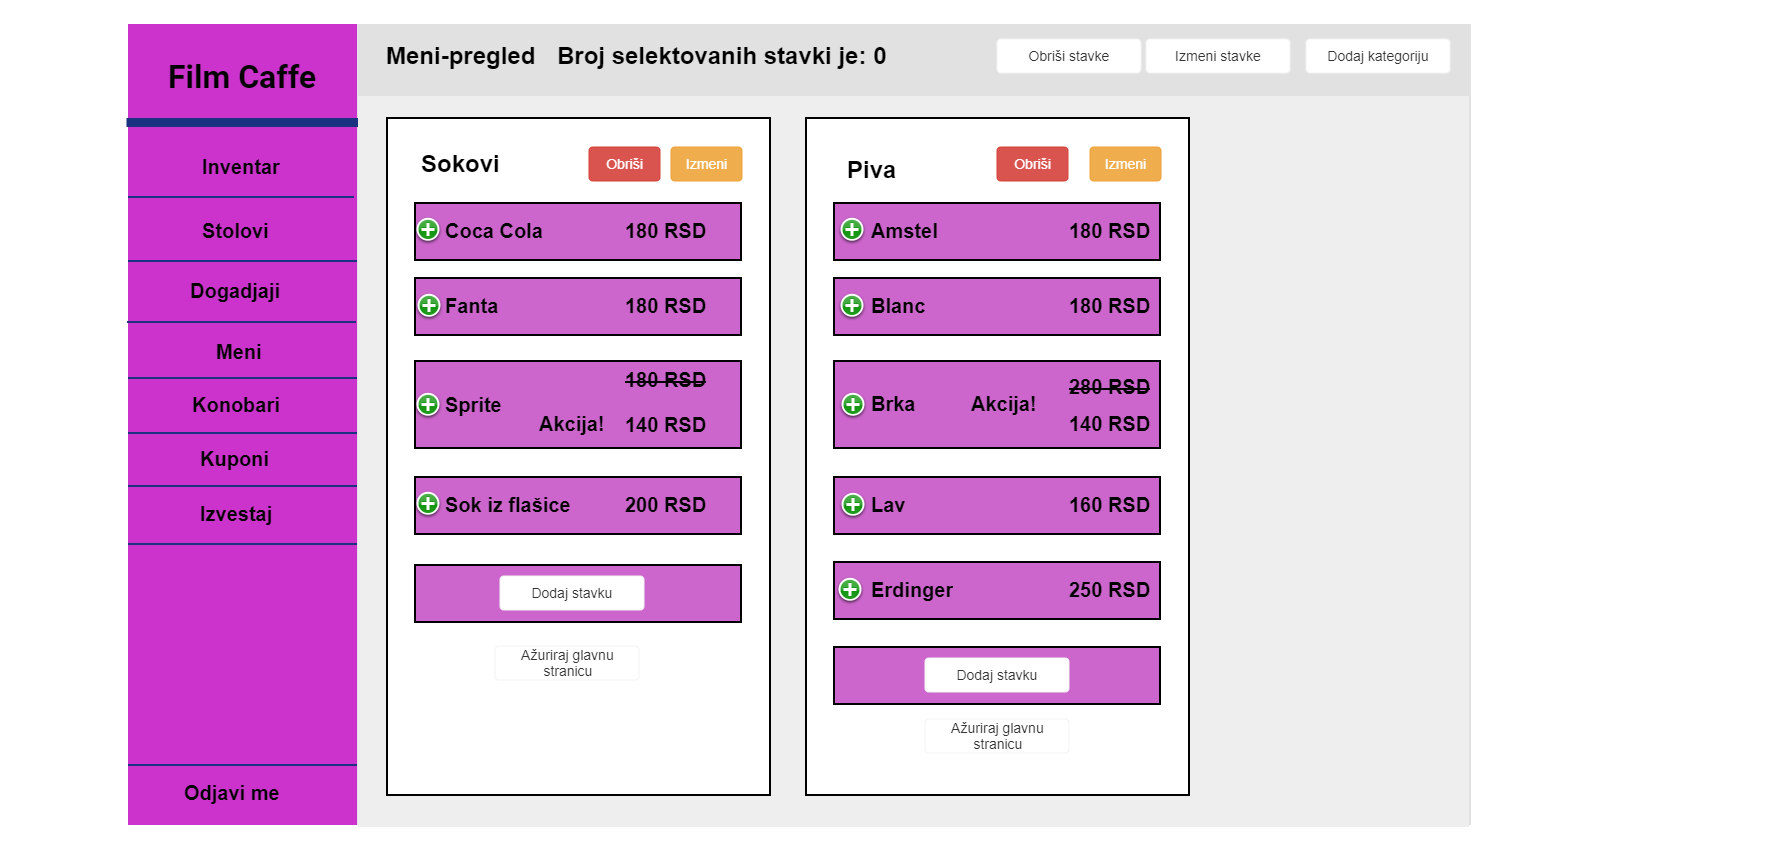 Film Caffe
Inventar
Stolovi
Dogadjaji
Meni
Konobari
Kuponi
Izvestaj
Odjavi me
Meni-pregled Broj selektovanih stavki je: 0
Obriši stavke
Izmeni stavke
Dodaj kategoriju
Sokovi
Obriši
Izmeni
Coca Cola 180 RSD
Fanta 180 RSD
180 RSD
Sprite
Akcija! 140 RSD
Sok iz flašice 200 RSD
Dodaj stavku
Ažuriraj glavnu
stranicu
Piva
Obriši
Izmeni
Amstel 180 RSD
Blanc 180 RSD
280 RSD
Brka Akcija!
140 RSD
Lav 160 RSD
Erdinger 250 RSD
Dodaj stavku
Ažuriraj glavnu
stranicu